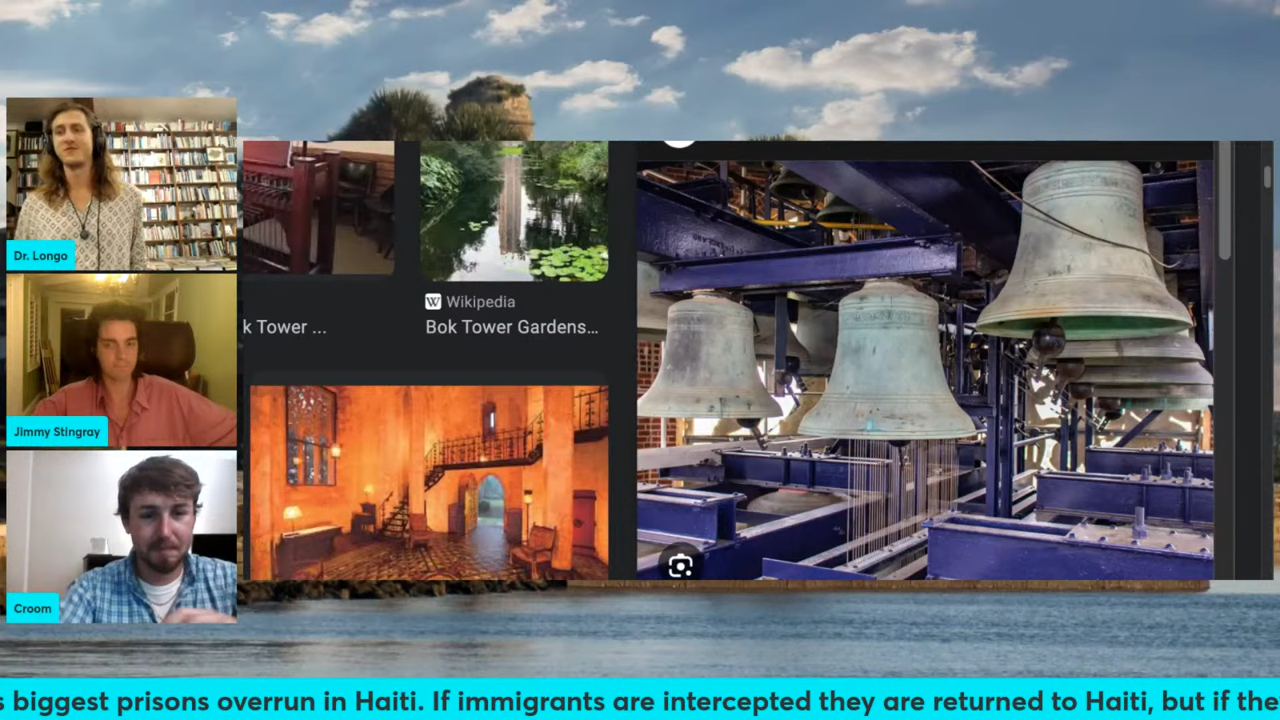 Dr. Longo
Jimmy Stingray
Croom
k Tower ...
W Wikipedia
Bok Tower Gardens...
s biggest prisons overrun in Haiti. If immigrants are intercepted they are returned to Haiti, but if the